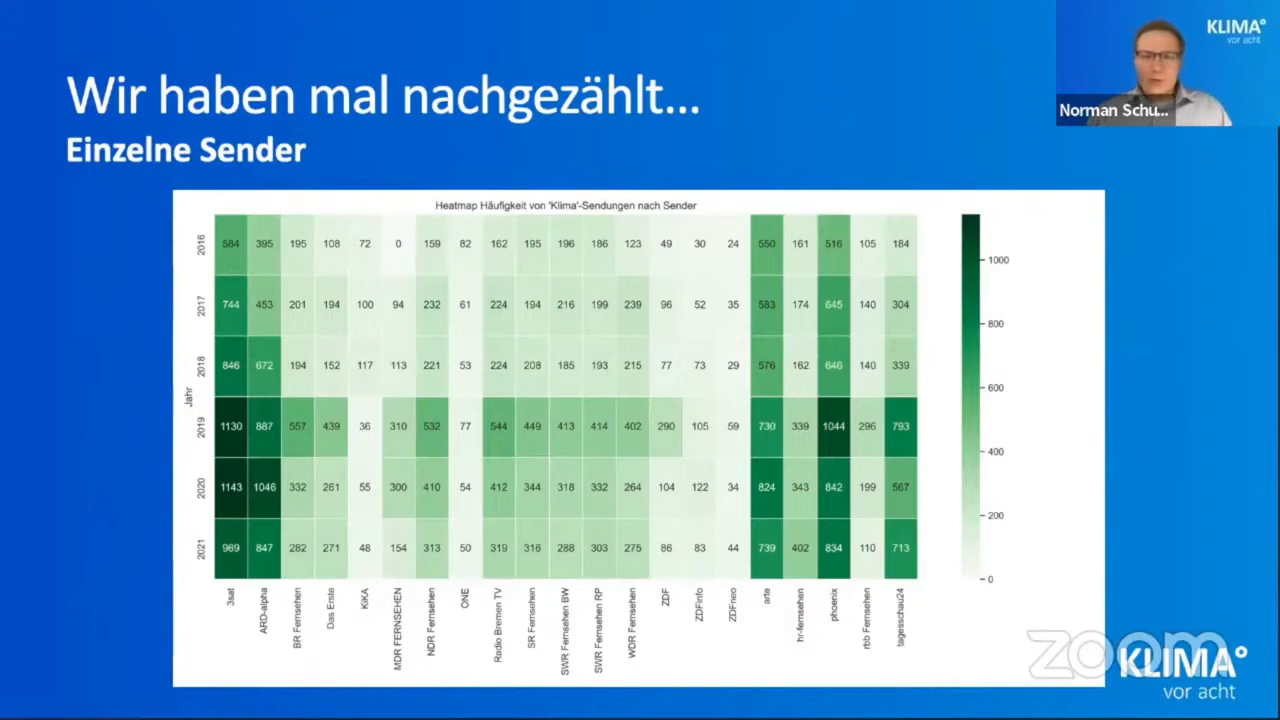 KLIMA°
vor acht
Norman Schu...
Wir haben mal nachgezählt...
Einzelne Sender
Heatmap Häufigkeit von 'Klima'-Sendungen nach Sender
Jahr
2016 584 395 195 108 72 0 159 82 162 195 196 186 123 49 30 24 550 161 516 105 184
2017 744 453 201 194 100 94 232 61 224 194 216 199 239 96 52 35 583 174 645 140 304
2018 846 672 194 152 117 113 221 53 224 208 185 193 215 77 73 29 576 162 646 140 339
2019 1130 887 557 439 36 310 532 77 544 449 413 414 402 290 105 59 730 339 1044 296 793
2020 1143 1046 332 261 55 300 410 54 412 344 318 332 264 104 122 34 824 343 842 199 567
2021 969 847 282 271 48 154 313 50 319 316 288 303 275 86 83 44 739 402 834 110 713
3sat
ARD-alpha
BR Fernsehen
Das Erste
KiKA
MDR FERNSEHEN
NDR Fernsehen
ONE
Radio Bremen TV
SR Fernsehen
SWR Fernsehen BW
SWR Fernsehen RP
WDR Fernsehen
ZDF
ZDFinfo
ZDFneo
arte
hr-fernsehen
phoenix
rbb Fernsehen
tagesschau24
1000
800
600
400
200
0
zoom
KLIMA°
vor acht